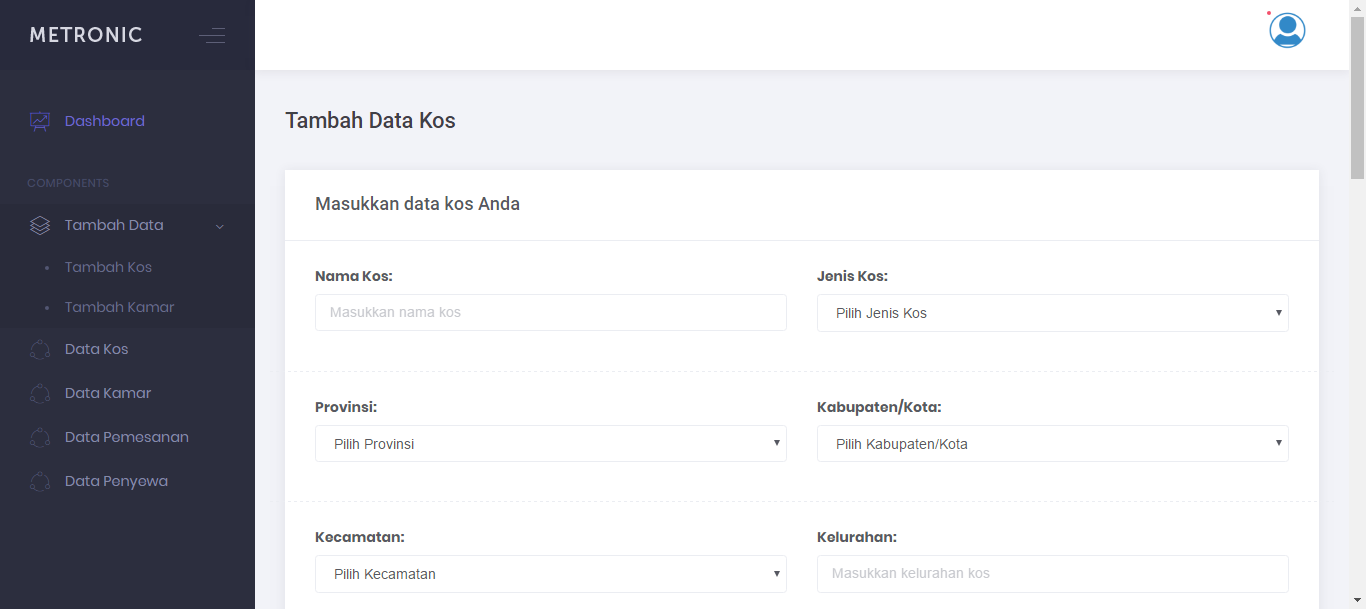 METRONIC
Dashboard
COMPONENTS
Tambah Data
Tambah Kos
Tambah Kamar
Data Kos
Data Kamar
Data Pemesanan
Data Penyewa
Tambah Data Kos
Masukkan data kos Anda
Nama Kos: Jenis Kos:
Masukkan nama kos Pilih Jenis Kos
Provinsi: Kabupaten/Kota:
Pilih Provinsi Pilih Kabupaten/Kota
Kecamatan: Kelurahan:
Pilih Kecamatan Masukkan kelurahan kos